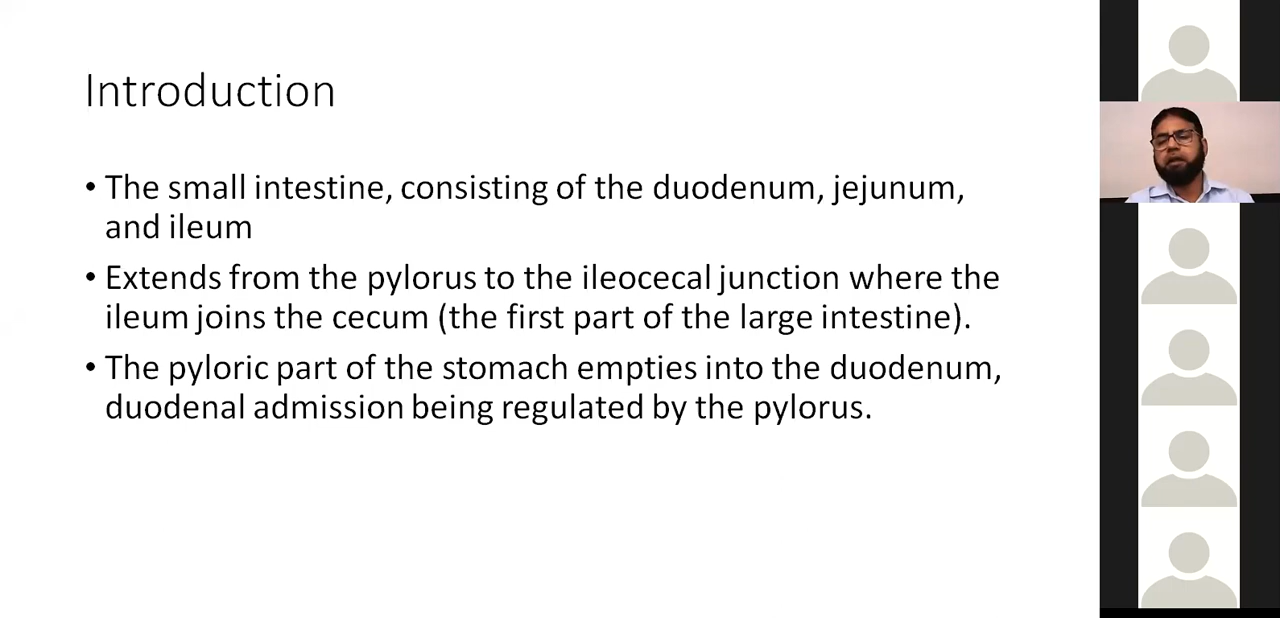 Introduction
• The small intestine, consisting of the duodenum, jejunum,
and ileum
• Extends from the pylorus to the ileocecal junction where the
ileum joins the cecum (the first part of the large intestine).
• The pyloric part of the stomach empties into the duodenum,
duodenal admission being regulated by the pylorus.